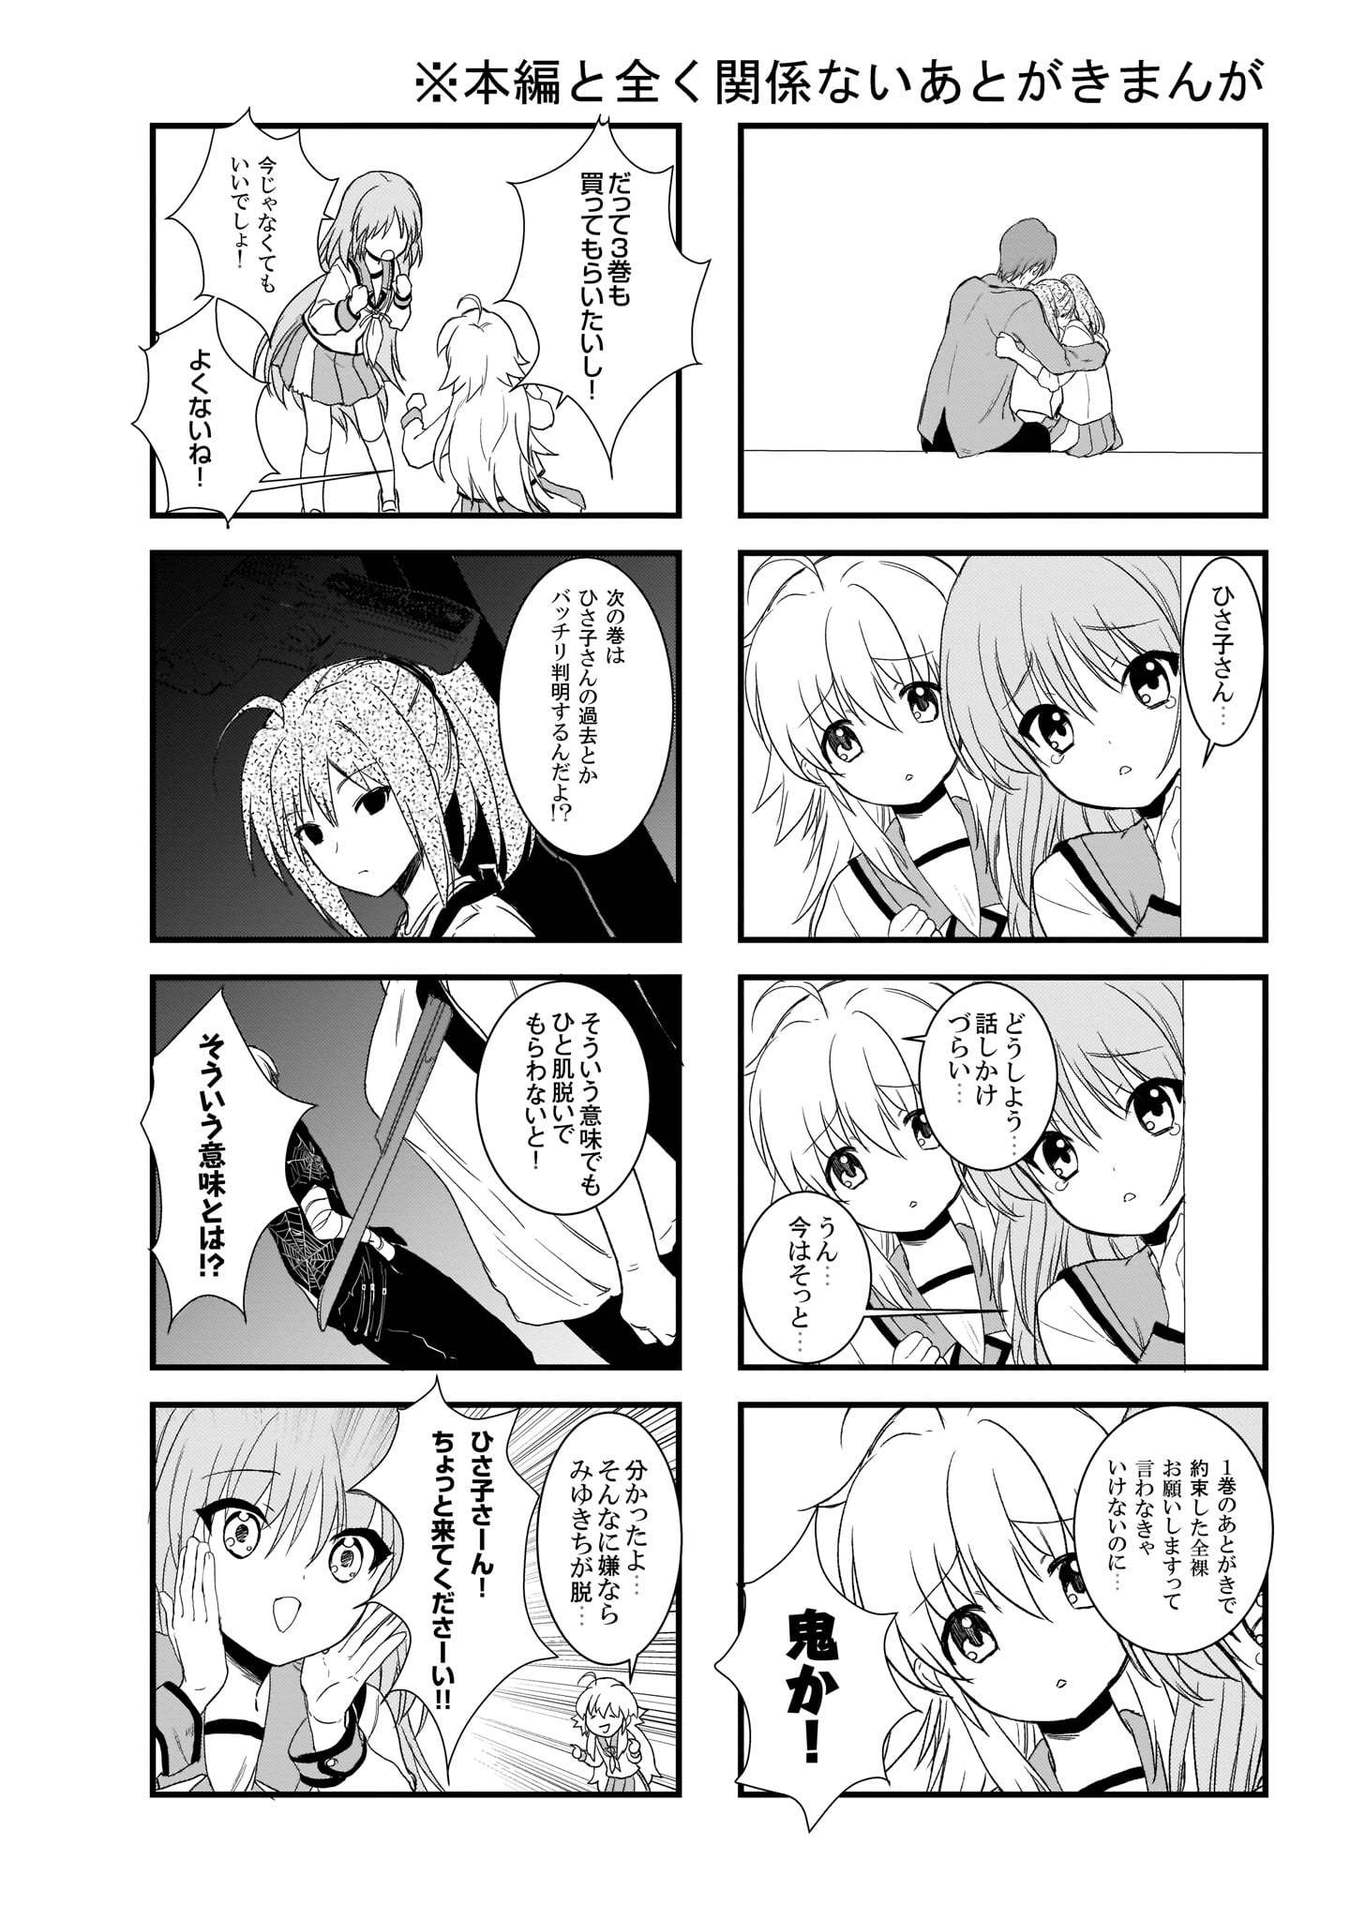 ※本編と全く関係ないあとがきまんが
ひさ子さん…
どうしよう…
話しかけ
づらい…
うん…
今はそっと…
1巻のあとがきで
約束した全裸
お願いしますって
言わなきゃ
いけないのに…
鬼か！
だって3巻も
買ってもらいたいし！
今じゃなくても
いいでしょ！
よくないね！
次の巻は
ひさ子さんの過去とか
バッチリ判明するんだよ!?
そういう意味でも
ひと肌脱いで
もらわないと！
そういう意味とは!?
分かったよ…
そんなに嫌なら
みゆきちが脱…
ひさ子さーん！
ちょっと来てくださーい!!